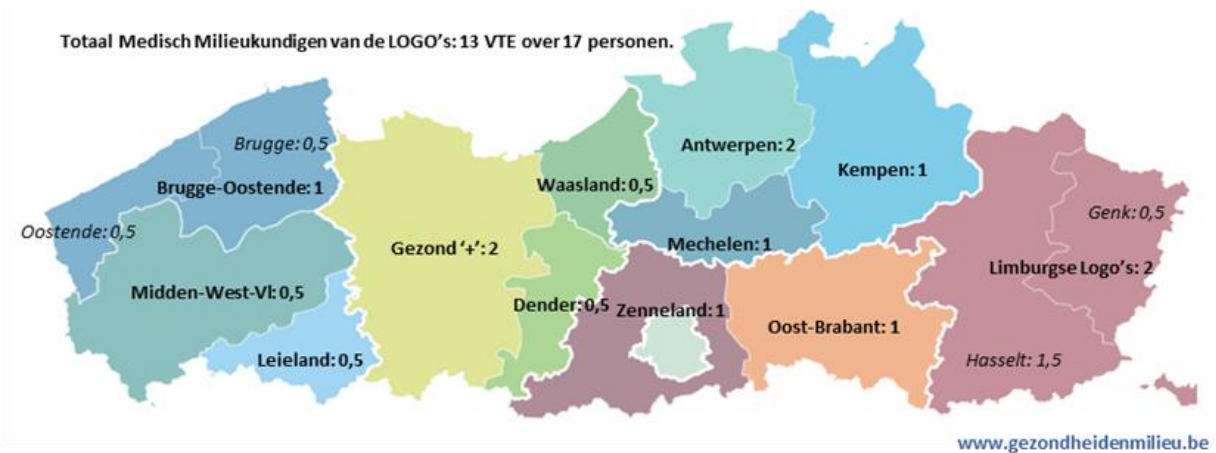 Totaal Medisch Milieukundigen van de LOGO's: 13 VTE over 17 personen.
Brugge: 0,5
Antwerpen: 2
Kempen: 1
Brugge-Oostende: 1
Waasland: 0,5
Genk: 0,5
Oostende: 0,5
Gezond '+': 2
Mechelen: 1
Limburgse Logo's: 2
Midden-West-Vl: 0,5
Dender: 0,5
Zenneland: 1
Oost-Brabant: 1
Leieland: 0,5
Hasselt: 1,5
www.gezondheidenmilieu.be